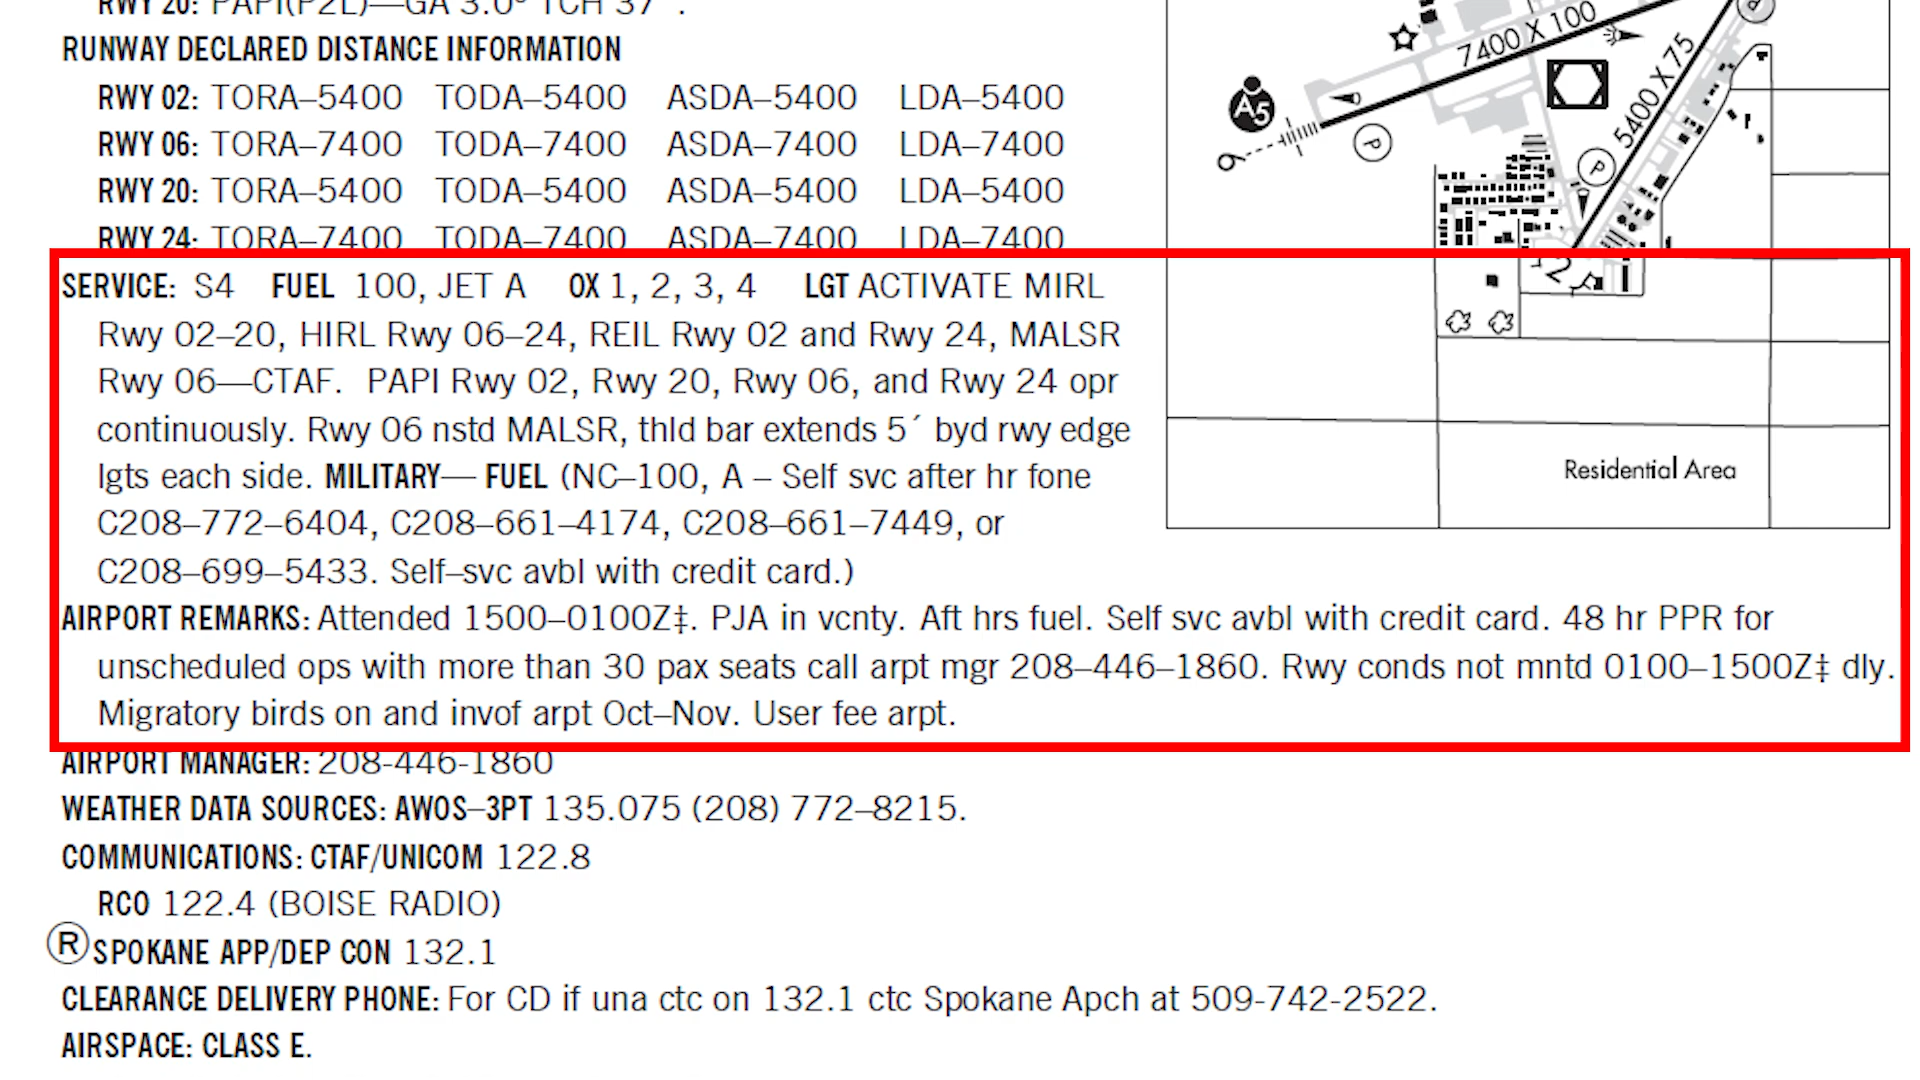 RWY 20: PAPI(P2L)—GA 3.0° TCH 37´.
RUNWAY DECLARED DISTANCE INFORMATION
RWY 02: TORA–5400 TODA–5400 ASDA–5400 LDA–5400
RWY 06: TORA–7400 TODA–7400 ASDA–7400 LDA–7400
RWY 20: TORA–5400 TODA–5400 ASDA–5400 LDA–5400
RWY 24: TORA–7400 TODA–7400 ASDA–7400 LDA–7400
SERVICE: S4 FUEL 100, JET A OX 1, 2, 3, 4 LGT ACTIVATE MIRL
Rwy 02–20, HIRL Rwy 06–24, REIL Rwy 02 and Rwy 24, MALSR
Rwy 06—CTAF. PAPI Rwy 02, Rwy 20, Rwy 06, and Rwy 24 opr
continuously. Rwy 06 nstd MALSR, thld bar extends 5´ byd rwy edge
lgts each side. MILITARY— FUEL (NC–100, A – Self svc after hr fone
C208–772–6404, C208–661–4174, C208–661–7449, or
C208–699–5433. Self–svc avbl with credit card.)
AIRPORT REMARKS: Attended 1500–0100Z‡. PJA in vcnty. Aft hrs fuel. Self svc avbl with credit card. 48 hr PPR for
unscheduled ops with more than 30 pax seats call arpt mgr 208–446–1860. Rwy conds not mntd 0100–1500Z‡ dly.
Migratory birds on and invof arpt Oct–Nov. User fee arpt.
AIRPORT MANAGER: 208-446-1860
WEATHER DATA SOURCES: AWOS–3PT 135.075 (208) 772–8215.
COMMUNICATIONS: CTAF/UNICOM 122.8
RCO 122.4 (BOISE RADIO)
Ⓡ SPOKANE APP/DEP CON 132.1
CLEARANCE DELIVERY PHONE: For CD if una ctc on 132.1 ctc Spokane Apch at 509-742-2522.
AIRSPACE: CLASS E.
7400 X 100
5400 X 75
A5
P
P
P
6
2
Residential Area